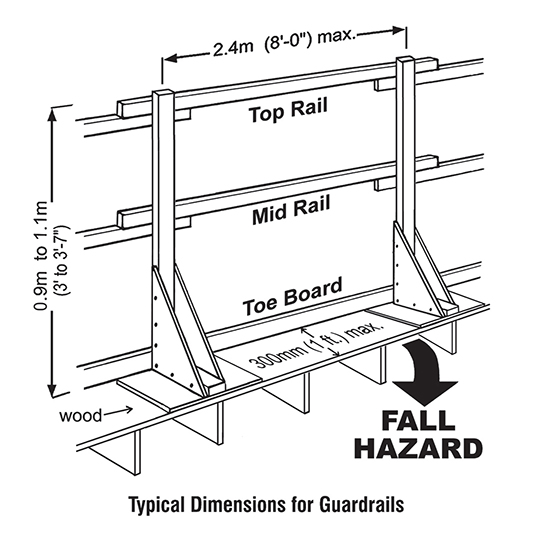 2.4m (8'-0") max.
Top Rail
Mid Rail
0.9m to 1.1m
(3' to 3'-7")
Toe Board
300mm (1 ft.) max.
wood
FALL
HAZARD
Typical Dimensions for Guardrails